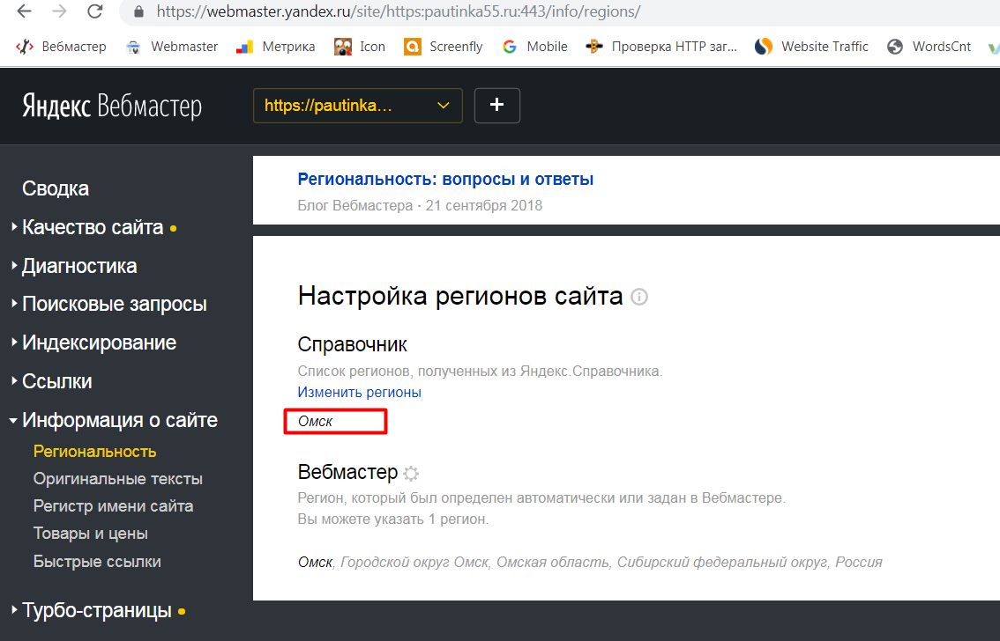 https://webmaster.yandex.ru/site/https:pautinka55.ru:443/info/regions/
Вебмастер Webmaster Метрика Icon Screenfly Mobile Проверка HTTP заг... Website Traffic WordsCnt
Яндекс Вебмастер
https://pautinka...
+
Сводка
Качество сайта
Диагностика
Поисковые запросы
Индексирование
Ссылки
Информация о сайте
Региональность
Оригинальные тексты
Регистр имени сайта
Товары и цены
Быстрые ссылки
Турбо-страницы
Региональность: вопросы и ответы
Блог Вебмастера · 21 сентября 2018
Настройка регионов сайта
Справочник
Список регионов, полученных из Яндекс.Справочника.
Изменить регионы
Омск
Вебмастер
Регион, который был определен автоматически или задан в Вебмастере.
Вы можете указать 1 регион.
Омск, Городской округ Омск, Омская область, Сибирский федеральный округ, Россия